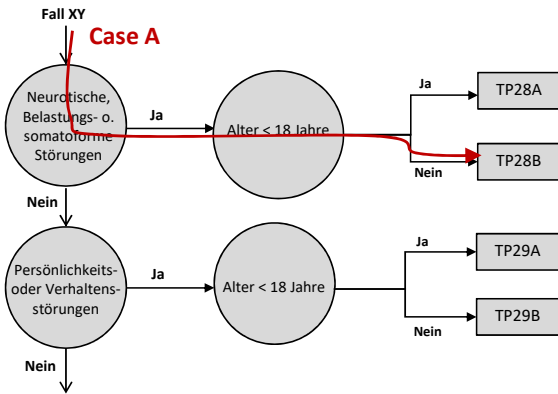 Fall XY
Case A
Neurotische,
Belastungs- o.
somatoforme
Störungen
Ja
Alter < 18 Jahre
Ja
TP28A
Nein
TP28B
Nein
Persönlichkeits-
oder Verhaltens-
störungen
Ja
Alter < 18 Jahre
Ja
TP29A
Nein
TP29B
Nein